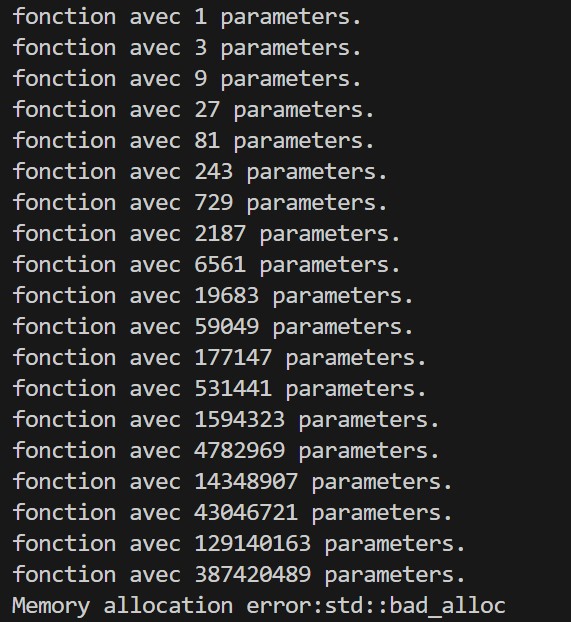 fonction avec 1 parameters.
fonction avec 3 parameters.
fonction avec 9 parameters.
fonction avec 27 parameters.
fonction avec 81 parameters.
fonction avec 243 parameters.
fonction avec 729 parameters.
fonction avec 2187 parameters.
fonction avec 6561 parameters.
fonction avec 19683 parameters.
fonction avec 59049 parameters.
fonction avec 177147 parameters.
fonction avec 531441 parameters.
fonction avec 1594323 parameters.
fonction avec 4782969 parameters.
fonction avec 14348907 parameters.
fonction avec 43046721 parameters.
fonction avec 129140163 parameters.
fonction avec 387420489 parameters.
Memory allocation error:std::bad_alloc